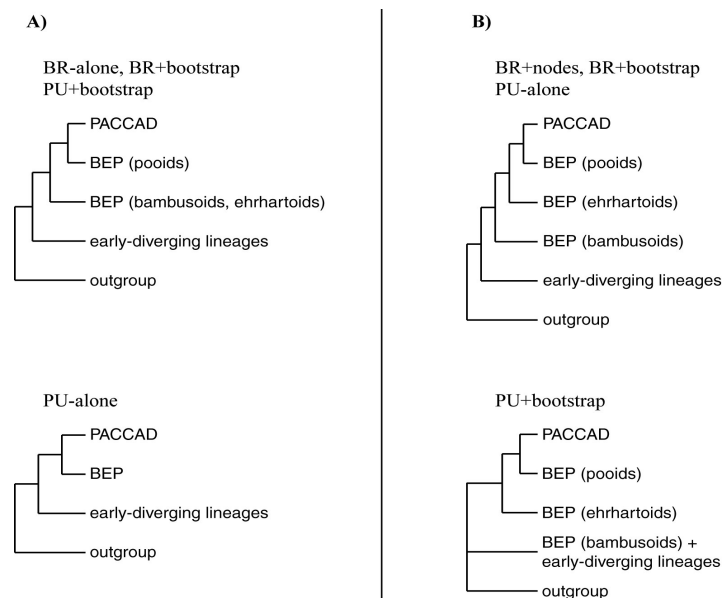 A)
BR-alone, BR+bootstrap
PU+bootstrap
PACCAD
BEP (pooids)
BEP (bambusoids, ehrhartoids)
early-diverging lineages
outgroup
PU-alone
PACCAD
BEP
early-diverging lineages
outgroup
B)
BR+nodes, BR+bootstrap
PU-alone
PACCAD
BEP (pooids)
BEP (ehrhartoids)
BEP (bambusoids)
early-diverging lineages
outgroup
PU+bootstrap
PACCAD
BEP (pooids)
BEP (ehrhartoids)
BEP (bambusoids) +
early-diverging lineages
outgroup